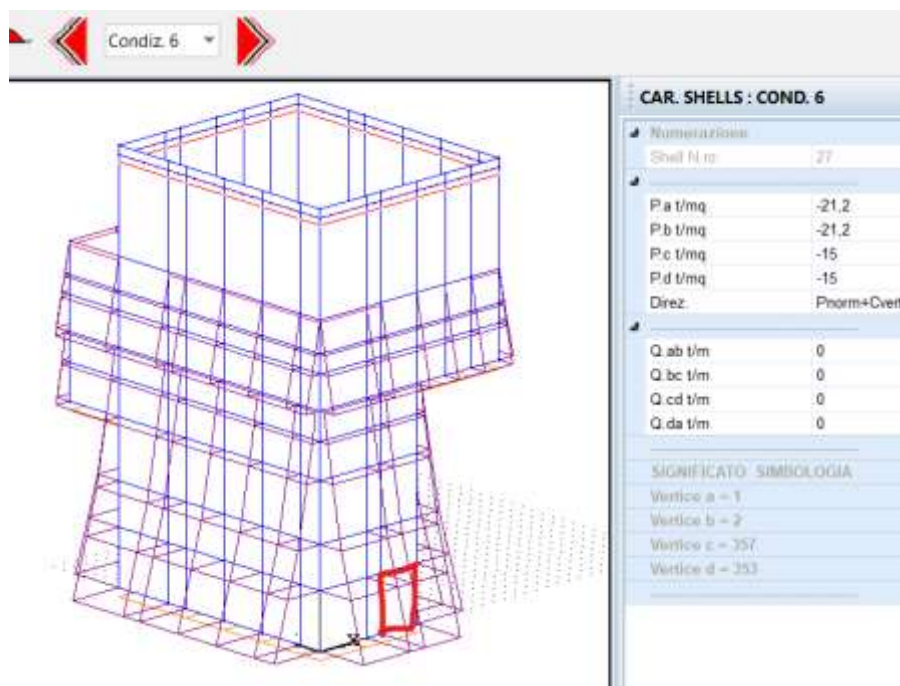 Condiz. 6
CAR. SHELLS : COND. 6
Numerazione
Shell N.ro: 27
P.a t/mq -21,2
P.b t/mq -21,2
P.c t/mq -15
P.d t/mq -15
Direz. Pnorm+Cvert
Q.ab t/m 0
Q.bc t/m 0
Q.cd t/m 0
Q.da t/m 0
SIGNIFICATO SIMBOLOGIA
Vertice a = 1
Vertice b = 2
Vertice c = 357
Vertice d = 353
X